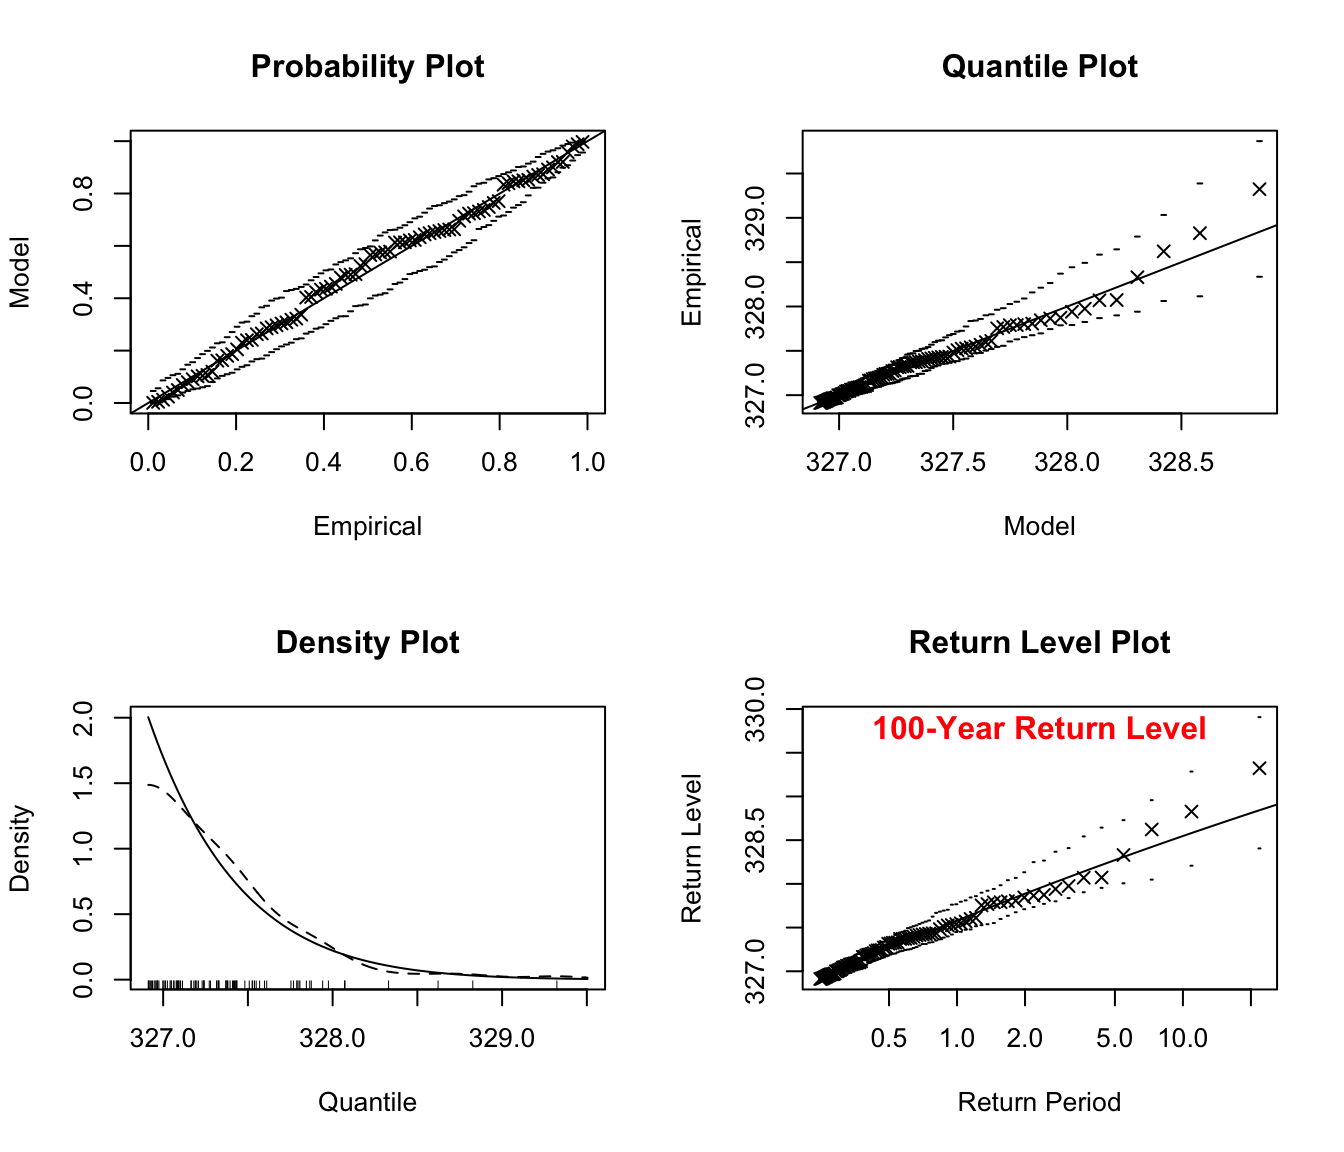 Probability Plot
Model
0.0 0.4 0.8
0.0 0.2 0.4 0.6 0.8 1.0
Empirical
Quantile Plot
Empirical
327.0 328.0 329.0
327.0 327.5 328.0 328.5
Model
Density Plot
Density
0.0 0.5 1.0 1.5 2.0
327.0 328.0 329.0
Quantile
Return Level Plot
100-Year Return Level
Return Level
327.0 328.5 330.0
0.5 1.0 2.0 5.0 10.0
Return Period